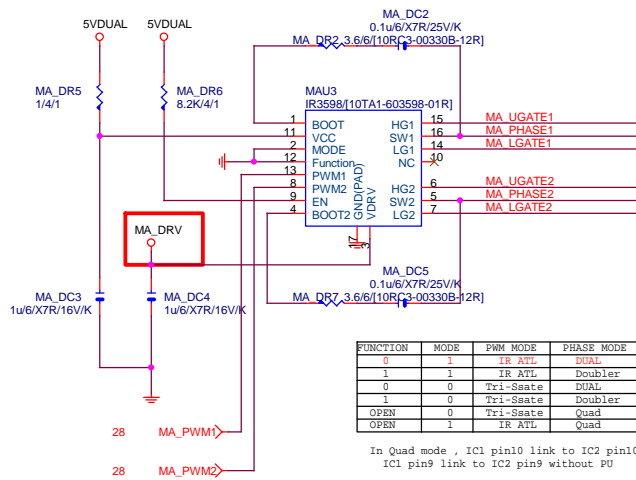 5VDUAL 5VDUAL
MA_DC2
0.1u/6/X7R/25V/K
MA_DR2 3.6/6/[10RC3-00330B-12R]
MA_DR5
1/4/1
MA_DR6
8.2K/4/1
MAU3
IR3598/[10TA1-603598-01R]
1 BOOT HG1 15 MA_UGATE1
11 VCC SW1 16 MA_PHASE1
2 MODE LG1 14 MA_LGATE1
12 Function NC 10
13 PWM1
8 PWM2 HG2 6 MA_UGATE2
9 EN SW2 5 MA_PHASE2
4 BOOT2 LG2 7 MA_LGATE2
GND(PAD)
VDRV
17
3
MA_DRV
MA_DC3
1u/6/X7R/16V/K
MA_DC4
1u/6/X7R/16V/K
MA_DC5
0.1u/6/X7R/25V/K
MA_DR7 3.6/6/[10RC3-00330B-12R]
FUNCTION MODE PWM MODE PHASE MODE
0 1 IR ATL DUAL
1 1 IR ATL Doubler
0 0 Tri-Ssate DUAL
1 0 Tri-Ssate Doubler
OPEN 0 Tri-Ssate Quad
OPEN 1 IR ATL Quad
28 MA_PWM1
28 MA_PWM2
In Quad mode , IC1 pin10 link to IC2 pin10
IC1 pin9 link to IC2 pin9 without PU